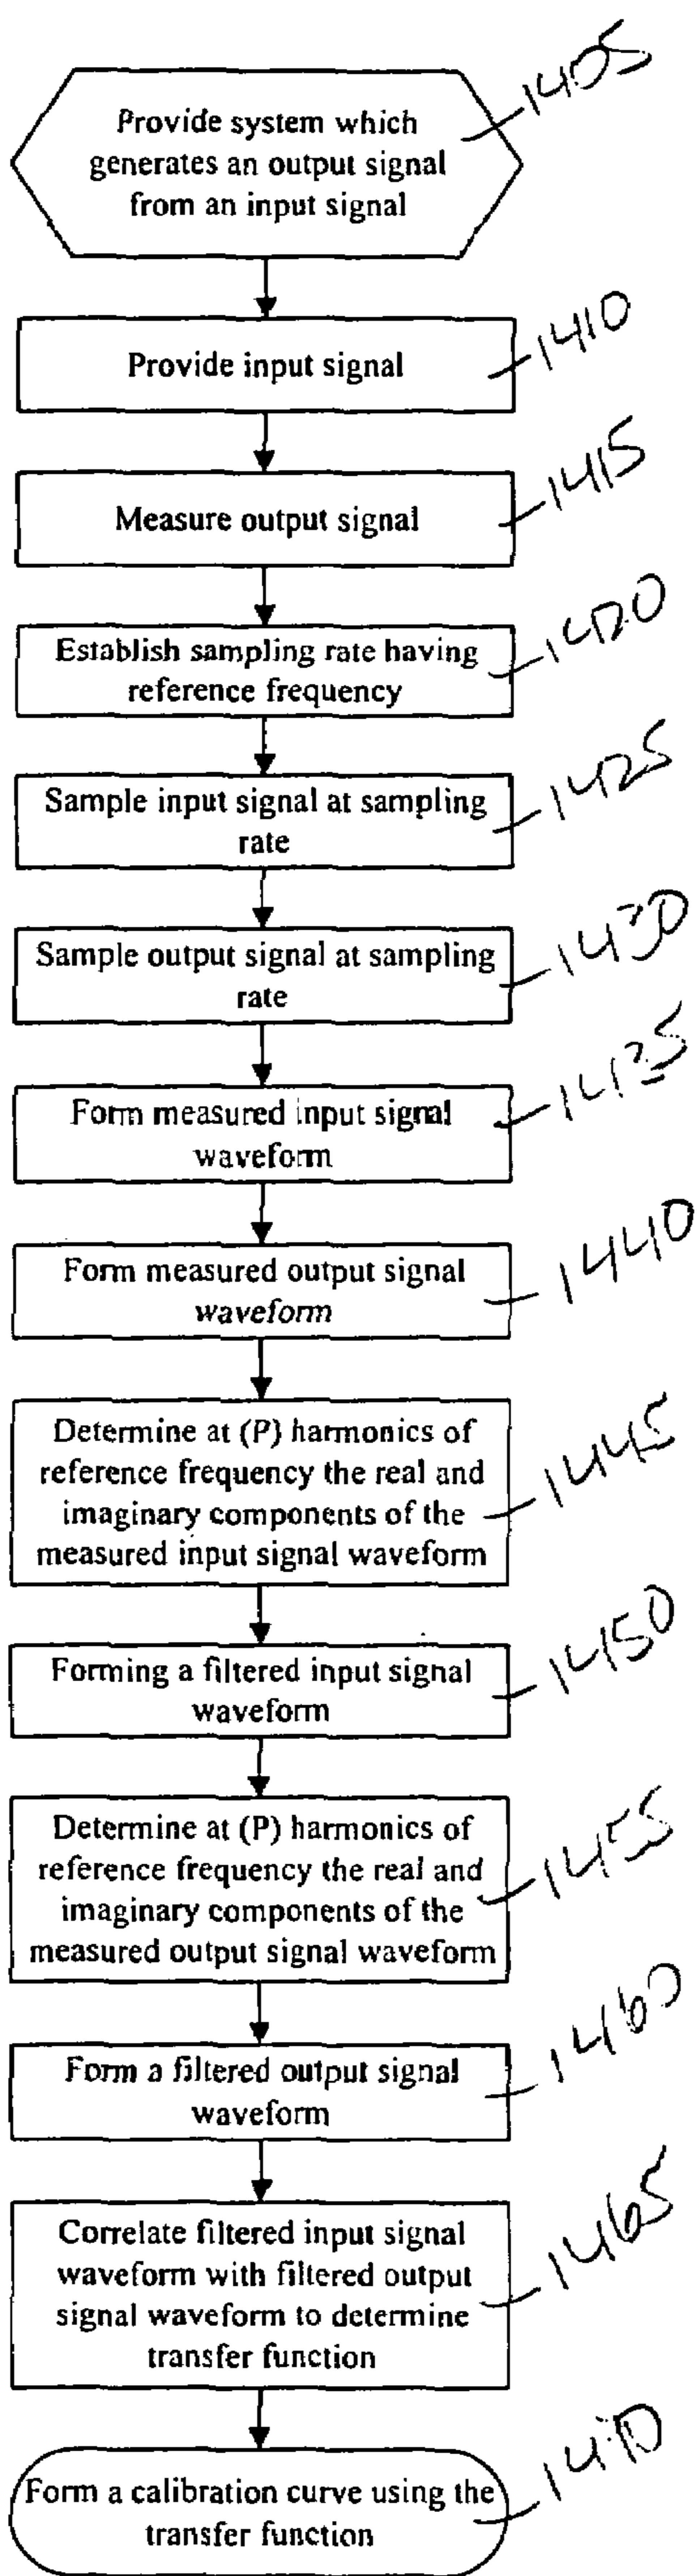 Provide system which
generates an output signal
from an input signal
1405
Provide input signal
1410
Measure output signal
1415
Establish sampling rate having
reference frequency
1420
Sample input signal at sampling
rate
1425
Sample output signal at sampling
rate
1430
Form measured input signal
waveform
1435
Form measured output signal
waveform
1440
Determine at (P) harmonics of
reference frequency the real and
imaginary components of the
measured input signal waveform
1445
Forming a filtered input signal
waveform
1450
Determine at (P) harmonics of
reference frequency the real and
imaginary components of the
measured output signal waveform
1455
Form a filtered output signal
waveform
1460
Correlate filtered input signal
waveform with filtered output
signal waveform to determine
transfer function
1465
Form a calibration curve using the
transfer function
1470